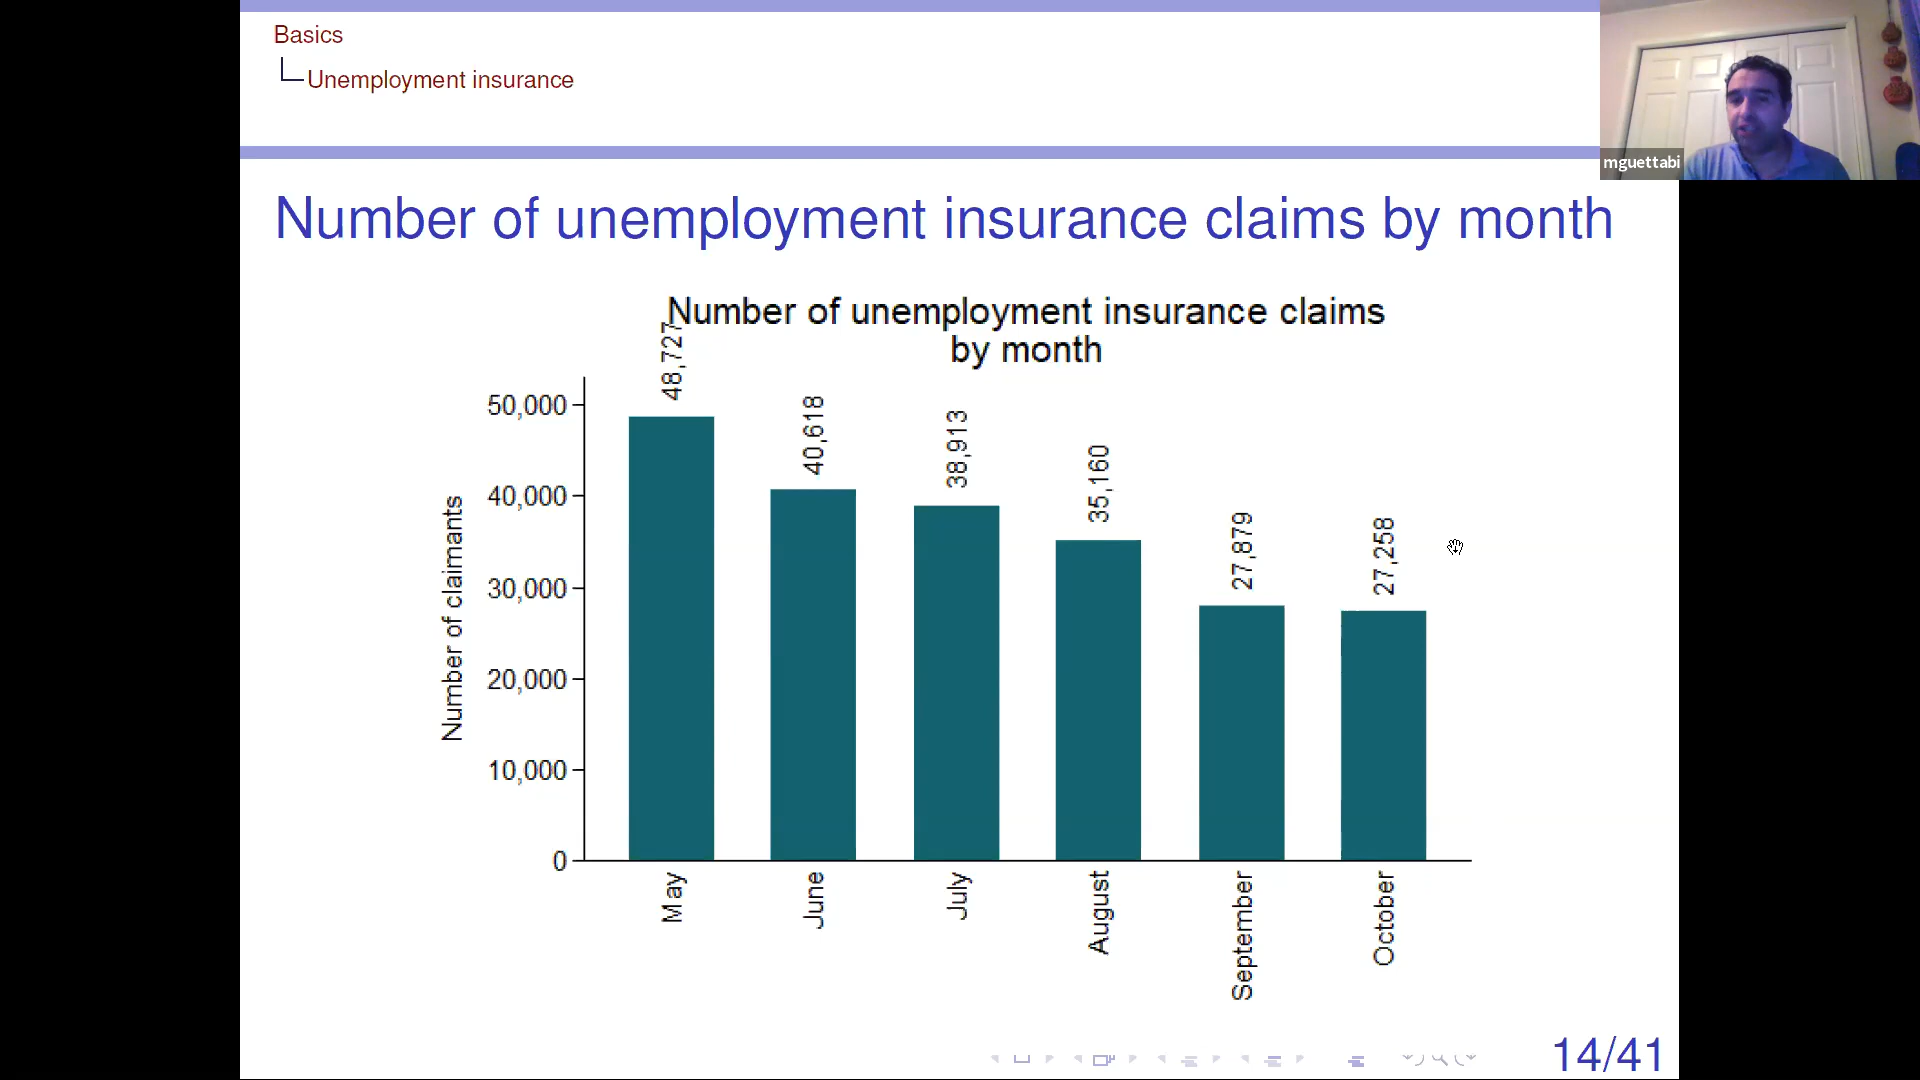 Basics
Unemployment insurance
mguettabi
Number of unemployment insurance claims by month
Number of unemployment insurance claims
by month
Number of claimants
50,000
40,000
30,000
20,000
10,000
0
48,727
40,618
38,913
35,160
27,879
27,258
May
June
July
August
September
October
14/41